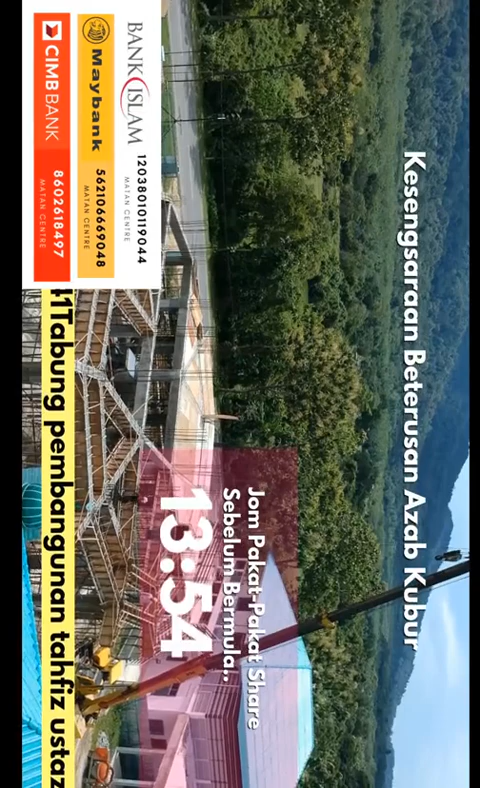 Kesengsaraan Beterusan Azab Kubur
Jom Pakat-Pakat Share
Sebelum Bermula..
13:54
BANK ISLAM
12038010119044
MATAN CENTRE
Maybank
562106669048
MATAN CENTRE
CIMB BANK
8602618497
MATAN CENTRE
Tabung pembangunan tahfiz ustaz